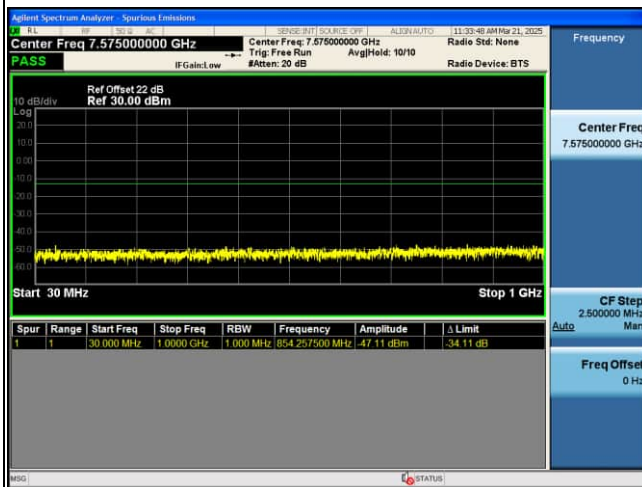 Agilent Spectrum Analyzer - Spurious Emissions
RL RF 50 Ω AC SENSE:INT SOURCE OFF ALIGN AUTO 11:33:48 AM Mar 21, 2025
Center Freq 7.575000000 GHz Center Freq: 7.575000000 GHz Radio Std: None Frequency
Trig: Free Run Avg|Hold: 10/10
PASS IFGain:Low #Atten: 20 dB Radio Device: BTS
Ref Offset 22 dB
10 dB/div Ref 30.00 dBm
Log
20.0
10.0
0.00
-10.0
-20.0
-30.0
-40.0
-50.0
-60.0
Start 30 MHz Stop 1 GHz
Center Freq
7.575000000 GHz
CF Step
2.500000 MHz
Auto Man
Freq Offset
0 Hz
Spur Range Start Freq Stop Freq RBW Frequency Amplitude Δ Limit
1 1 30.000 MHz 1.0000 GHz 1.000 MHz 854.257500 MHz -47.11 dBm -34.11 dB
MSG STATUS